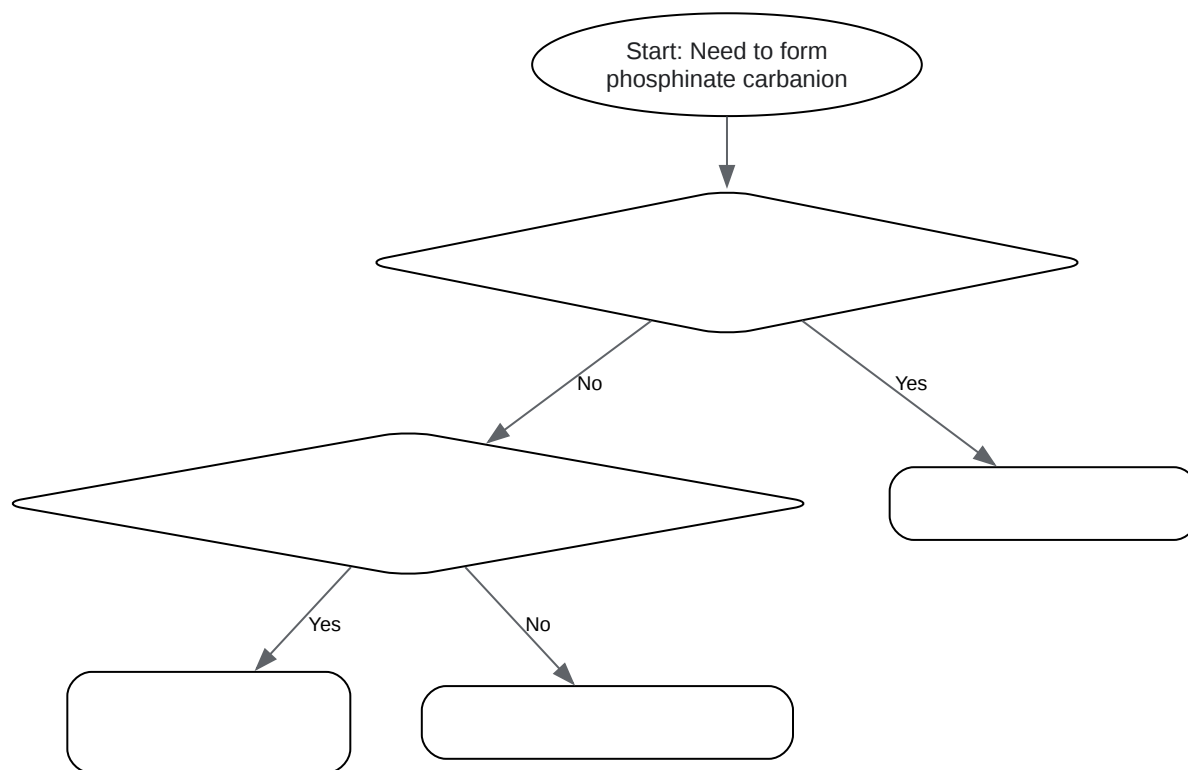 Start: Need to form
phosphinate carbanion
No
Yes
Yes
No